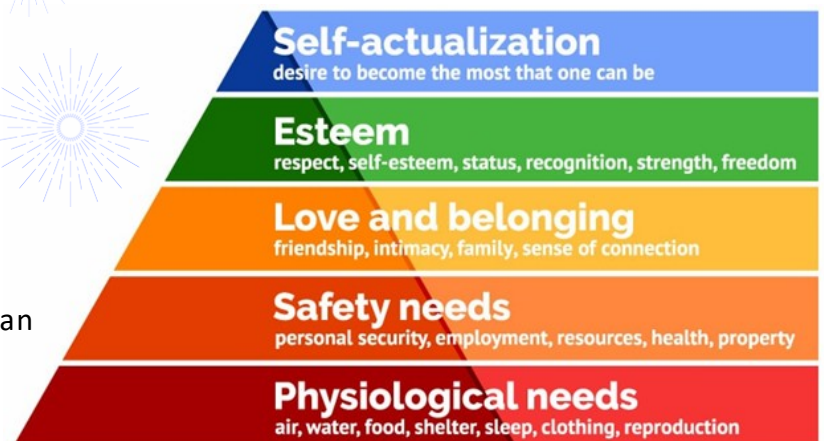 Self-actualization
desire to become the most that one can be
Esteem
respect, self-esteem, status, recognition, strength, freedom
Love and belonging
friendship, intimacy, family, sense of connection
an
Safety needs
personal security, employment, resources, health, property
Physiological needs
air, water, food, shelter, sleep, clothing, reproduction